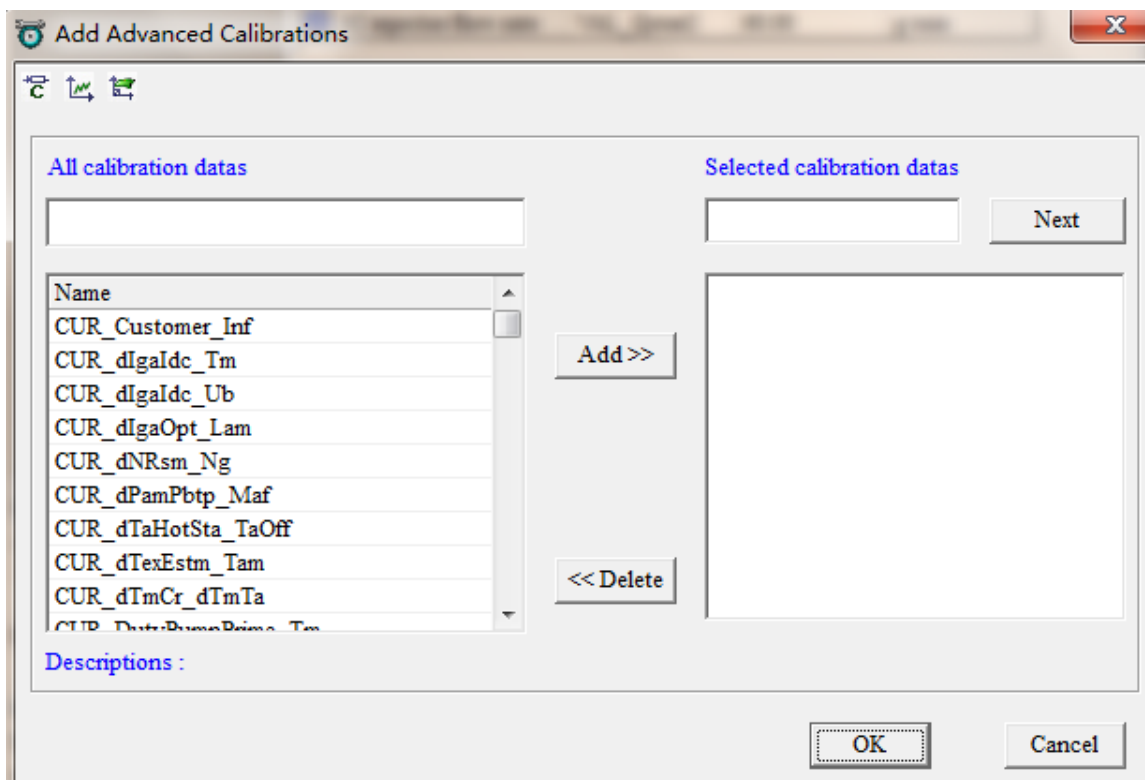 Add Advanced Calibrations
All calibration datas
Selected calibration datas
Next
Name
CUR_Customer_Inf
CUR_dIgaIdc_Tm
CUR_dIgaIdc_Ub
CUR_dIgaOpt_Lam
CUR_dNRsm_Ng
CUR_dPamPbtp_Maf
CUR_dTaHotSta_TaOff
CUR_dTexEstm_Tam
CUR_dTmCr_dTmTa
CUR_DutyPumpPrime_Tm
Add >>
<< Delete
Descriptions :
OK
Cancel